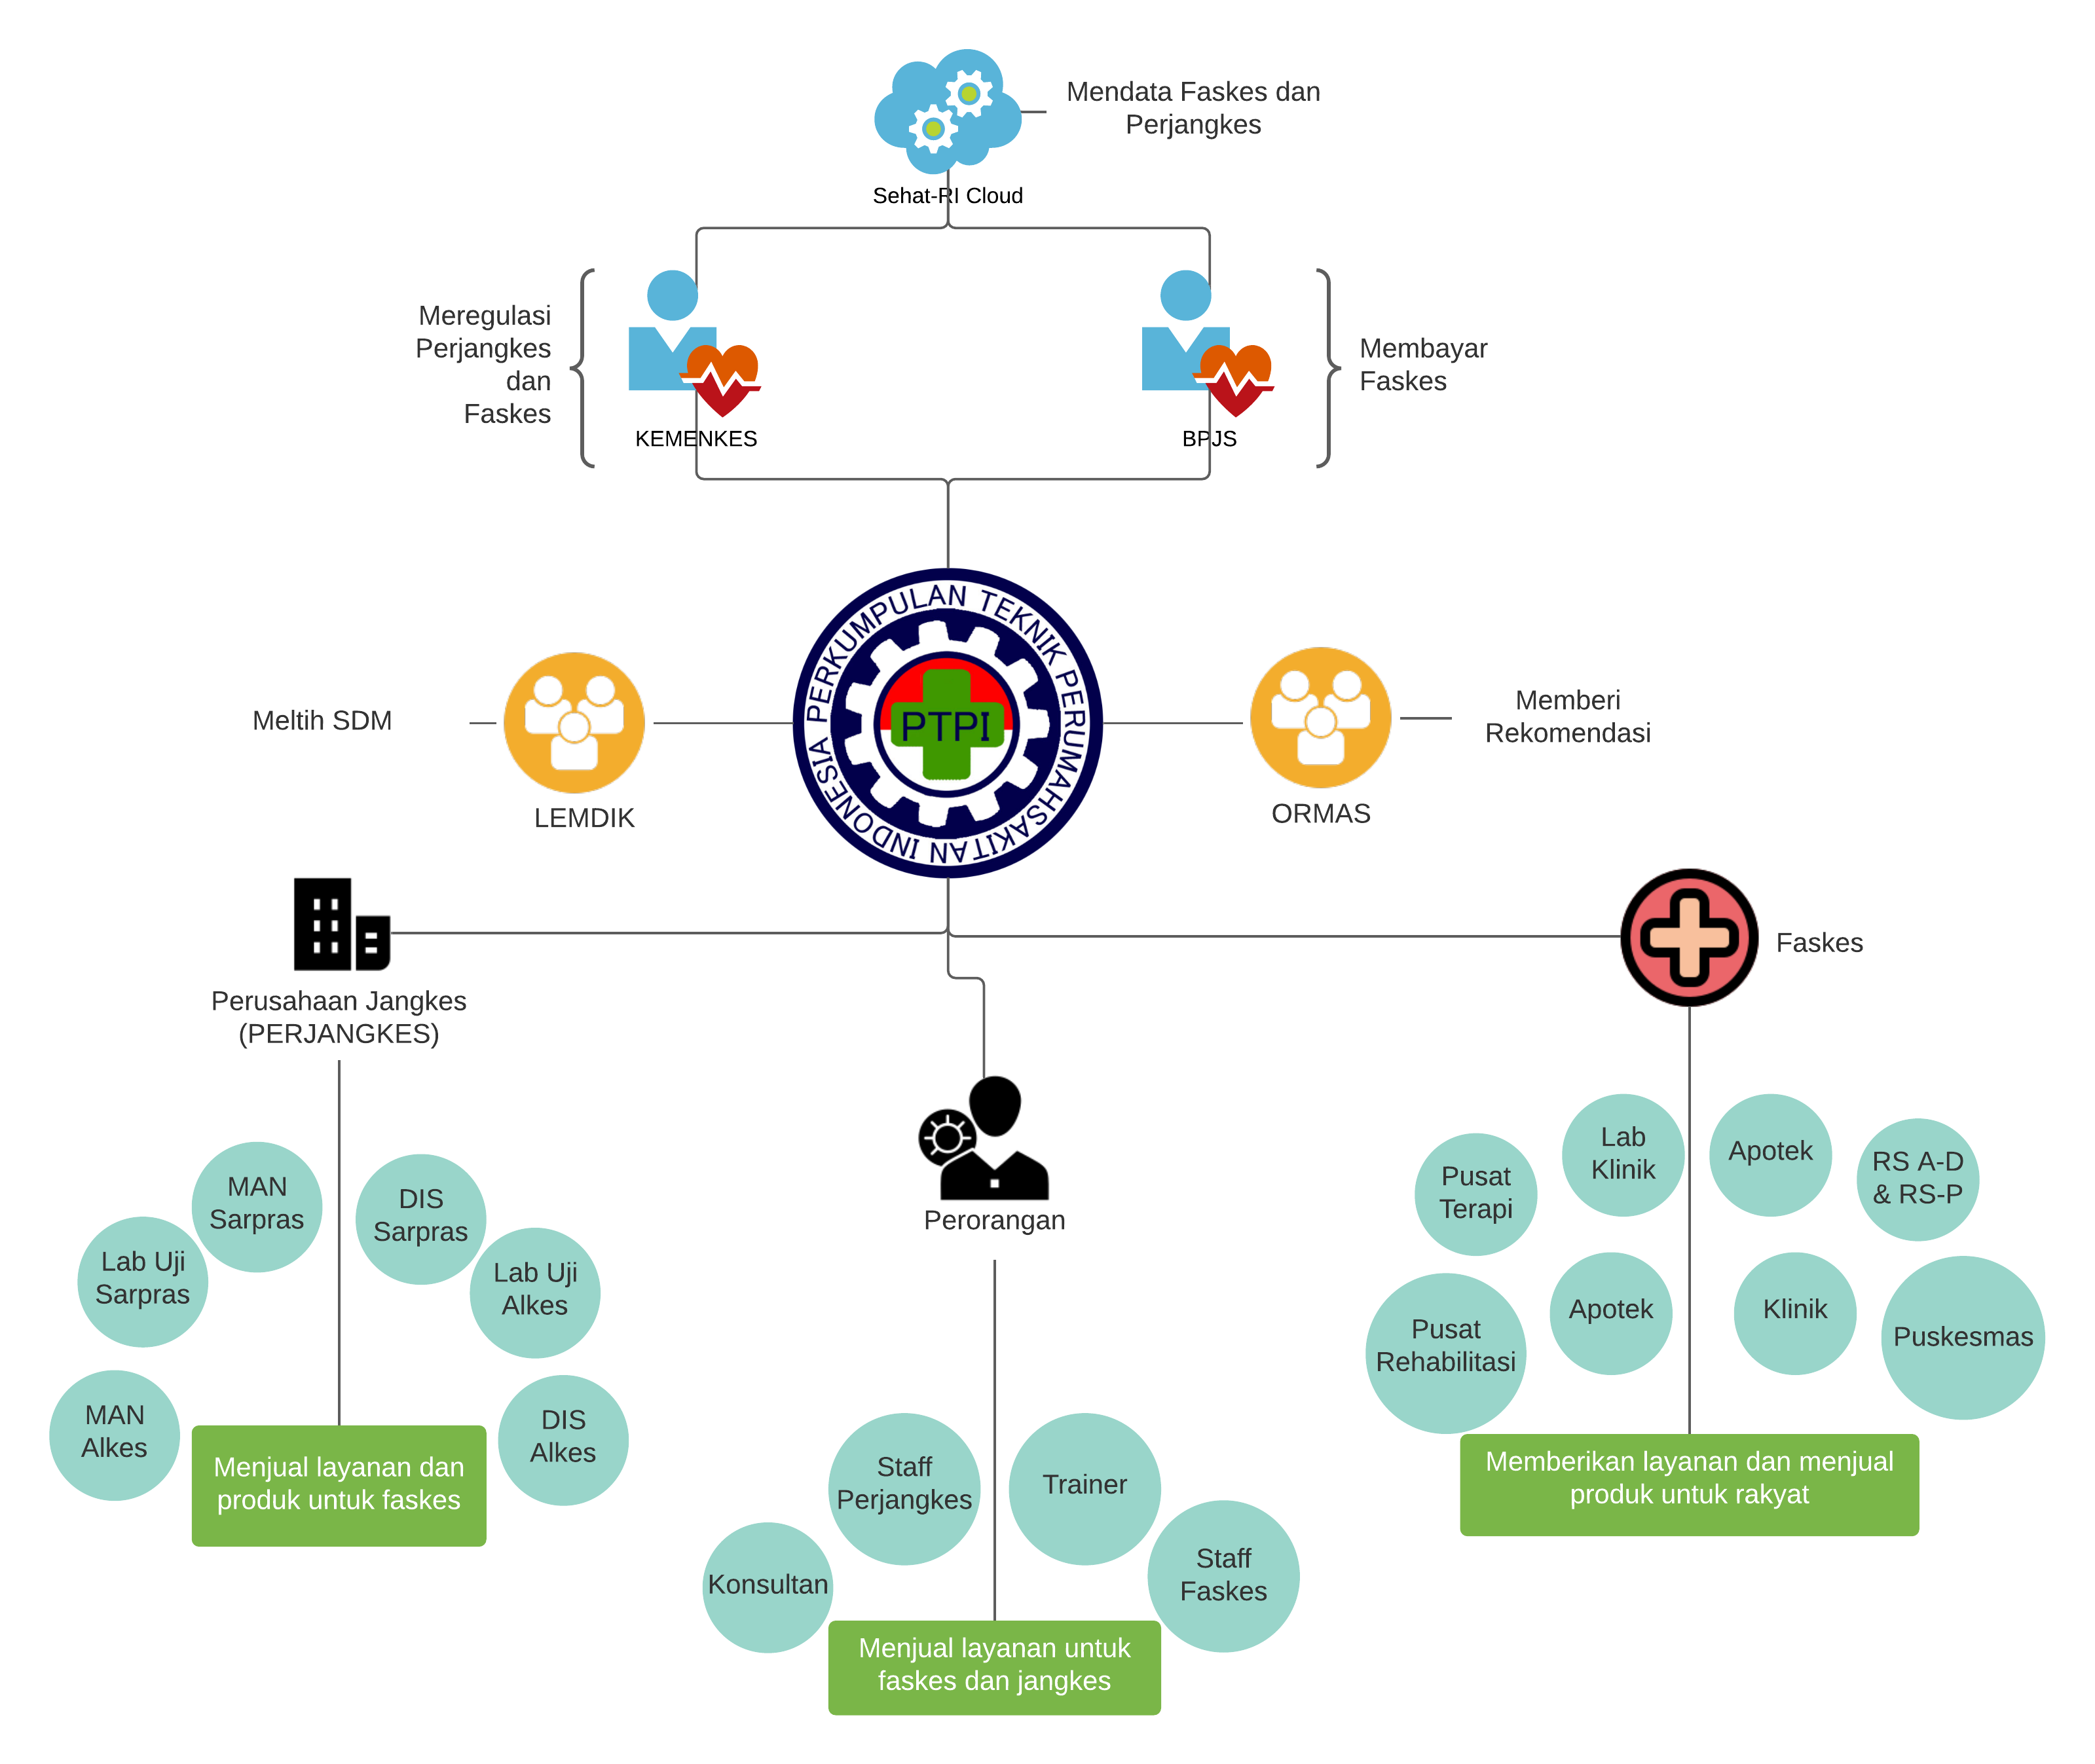 Mendata Faskes dan
Perjangkes
Sehat-RI Cloud
Meregulasi
Perjangkes
dan
Faskes
KEMENKES
BPJS
Membayar
Faskes
PERKUMPULAN TEKNIK PERUMAHSAKITAN INDONESIA
PTPI
Meltih SDM
LEMDIK
ORMAS
Memberi
Rekomendasi
Perusahaan Jangkes
(PERJANGKES)
Faskes
Perorangan
MAN
Sarpras
DIS
Sarpras
Lab Uji
Sarpras
Lab Uji
Alkes
MAN
Alkes
DIS
Alkes
Menjual layanan dan
produk untuk faskes
Staff
Perjangkes
Trainer
Konsultan
Staff
Faskes
Menjual layanan untuk
faskes dan jangkes
Pusat
Terapi
Lab
Klinik
Apotek
RS A-D
& RS-P
Pusat
Rehabilitasi
Apotek
Klinik
Puskesmas
Memberikan layanan dan menjual
produk untuk rakyat